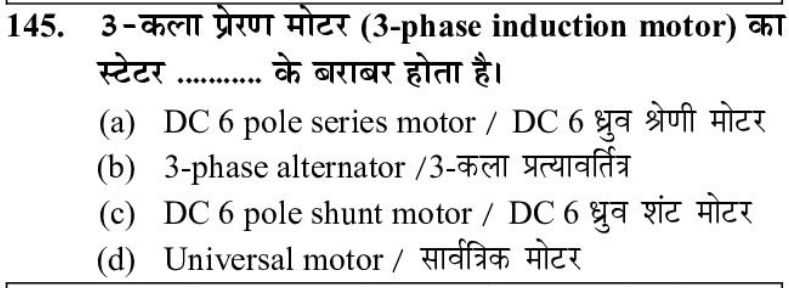 145. 3-कला प्रेरण मोटर (3-phase induction motor) का
स्टेटर ........... के बराबर होता है।
(a) DC 6 pole series motor / DC 6 ध्रुव श्रेणी मोटर
(b) 3-phase alternator /3-कला प्रत्यावर्तित्र
(c) DC 6 pole shunt motor / DC 6 ध्रुव शंट मोटर
(d) Universal motor / सार्वत्रिक मोटर